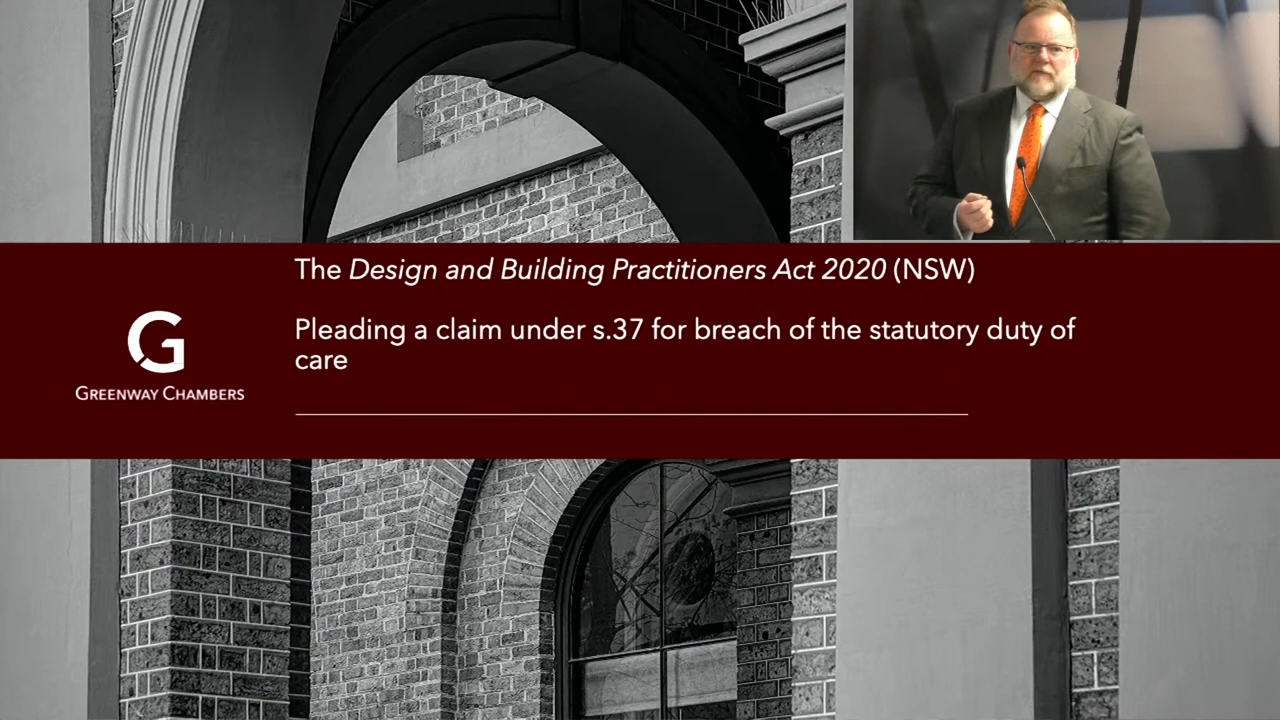 The Design and Building Practitioners Act 2020 (NSW)
Pleading a claim under s.37 for breach of the statutory duty of
care
G
GREENWAY CHAMBERS